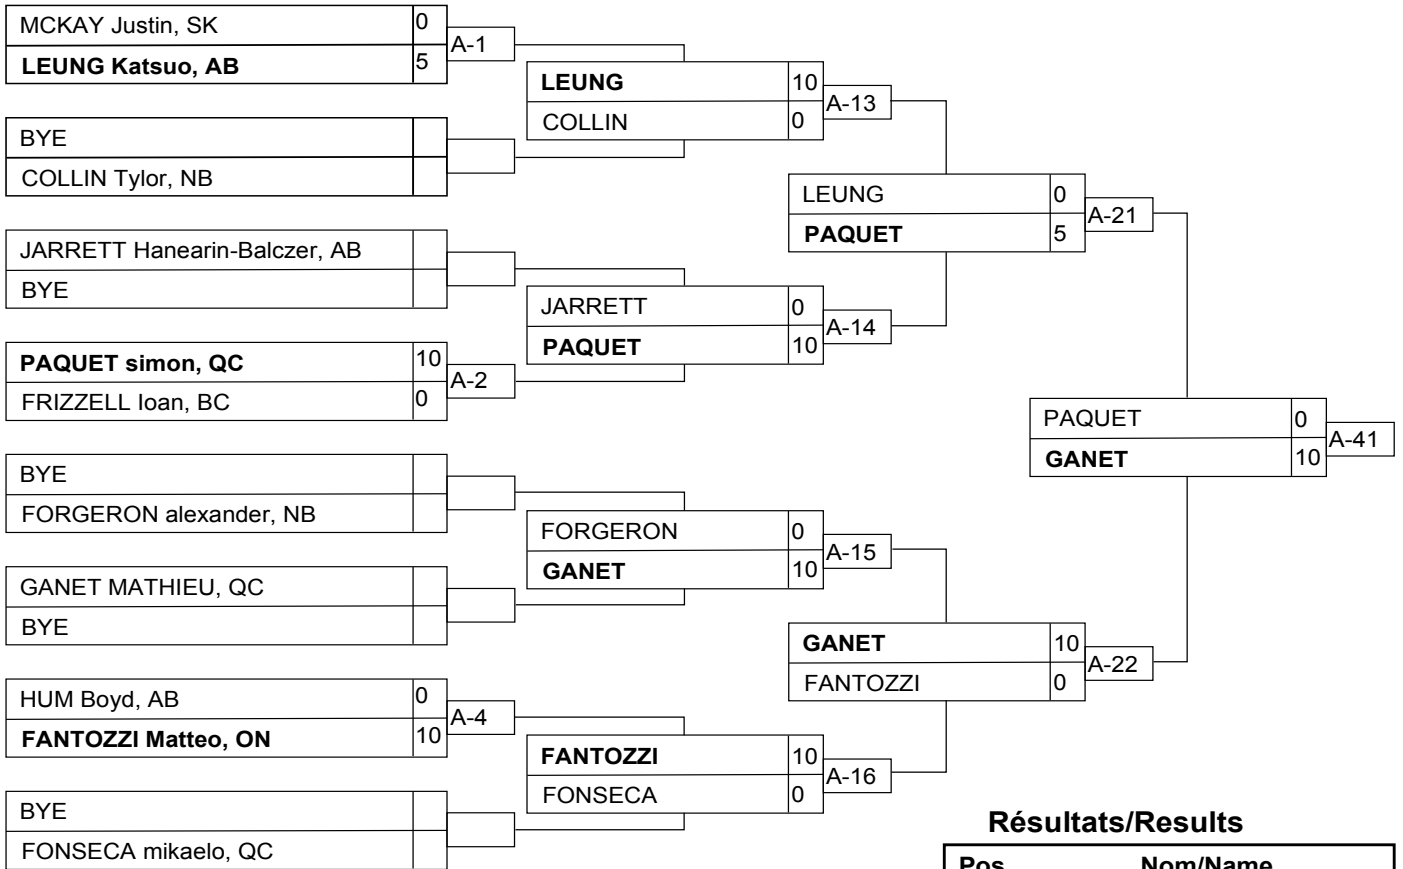 MCKAY Justin, SK 0
LEUNG Katsuo, AB 5
A-1
BYE
COLLIN Tylor, NB
JARRETT Hanearin-Balczer, AB
BYE
PAQUET simon, QC 10
FRIZZELL Ioan, BC 0
A-2
BYE
FORGERON alexander, NB
GANET MATHIEU, QC
BYE
HUM Boyd, AB 0
FANTOZZI Matteo, ON 10
A-4
BYE
FONSECA mikaelo, QC
LEUNG 10
COLLIN 0
A-13
JARRETT 0
PAQUET 10
A-14
FORGERON 0
GANET 10
A-15
FANTOZZI 10
FONSECA 0
A-16
LEUNG 0
PAQUET 5
A-21
GANET 10
FANTOZZI 0
A-22
PAQUET 0
GANET 10
A-41
Résultats/Results
Pos Nom/Name